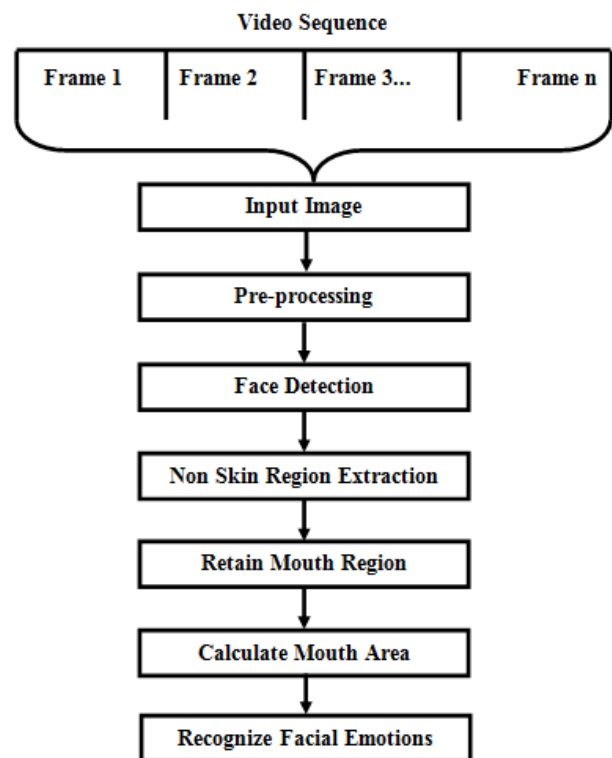 Video Sequence
Frame 1 Frame 2 Frame 3... Frame n
Input Image
Pre-processing
Face Detection
Non Skin Region Extraction
Retain Mouth Region
Calculate Mouth Area
Recognize Facial Emotions